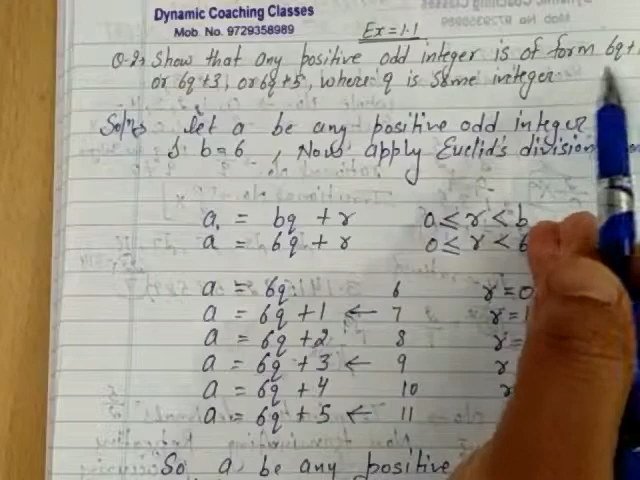 Dynamic Coaching Classes
Mob. No. 9729358989
Ex = 1.1
Q-2: Show that any positive odd integer is of form 6q+
or 6q+3, or 6q+5, where q is some integer.
let a be any positive odd integer
& b=6, Now apply Euclid's division
a = bq + r 0 ≤ r < b
a = 6q + r 0 ≤ r < 6
a = 6q 6 r = 0
a = 6q + 1 ← 7 r = 1
a = 6q + 2 8 r =
a = 6q + 3 ← 9 r
a = 6q + 4 10 r
a = 6q + 5 ← 11
So a be any positive